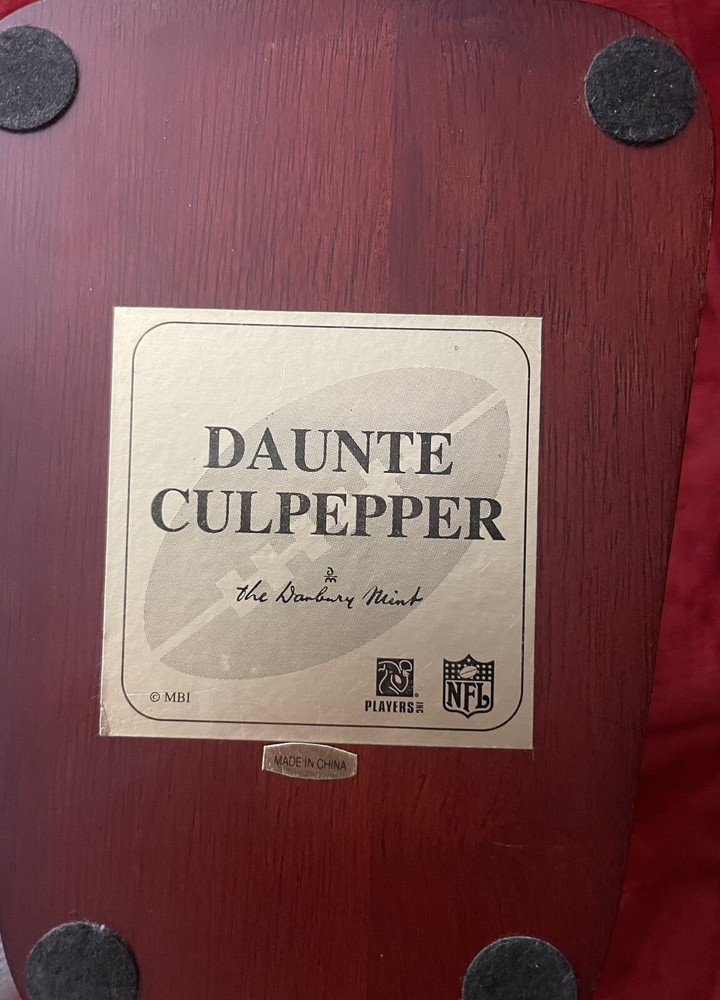 DAUNTE
CULPEPPER
The Danbury Mint
© MBI
PLAYERS INC
NFL
MADE IN CHINA